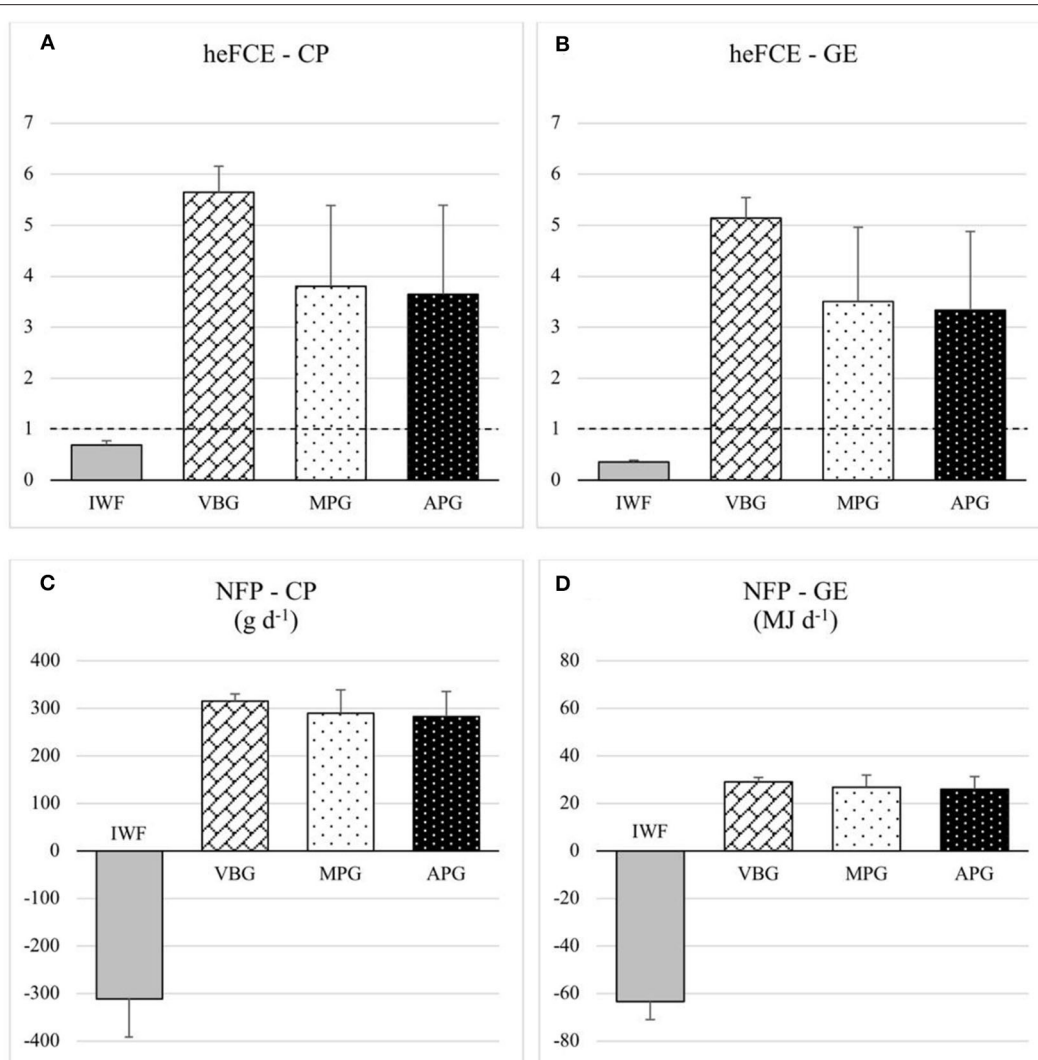 A
heFCE - CP
7
6
5
4
3
2
1
0
IWF VBG MPG APG
B
heFCE - GE
7
6
5
4
3
2
1
0
IWF VBG MPG APG
C
NFP - CP
(g d⁻¹)
400
300
200
100
0
-100
-200
-300
-400
IWF
VBG MPG APG
D
NFP - GE
(MJ d⁻¹)
80
60
40
20
0
-20
-40
-60
-80
IWF
VBG MPG APG